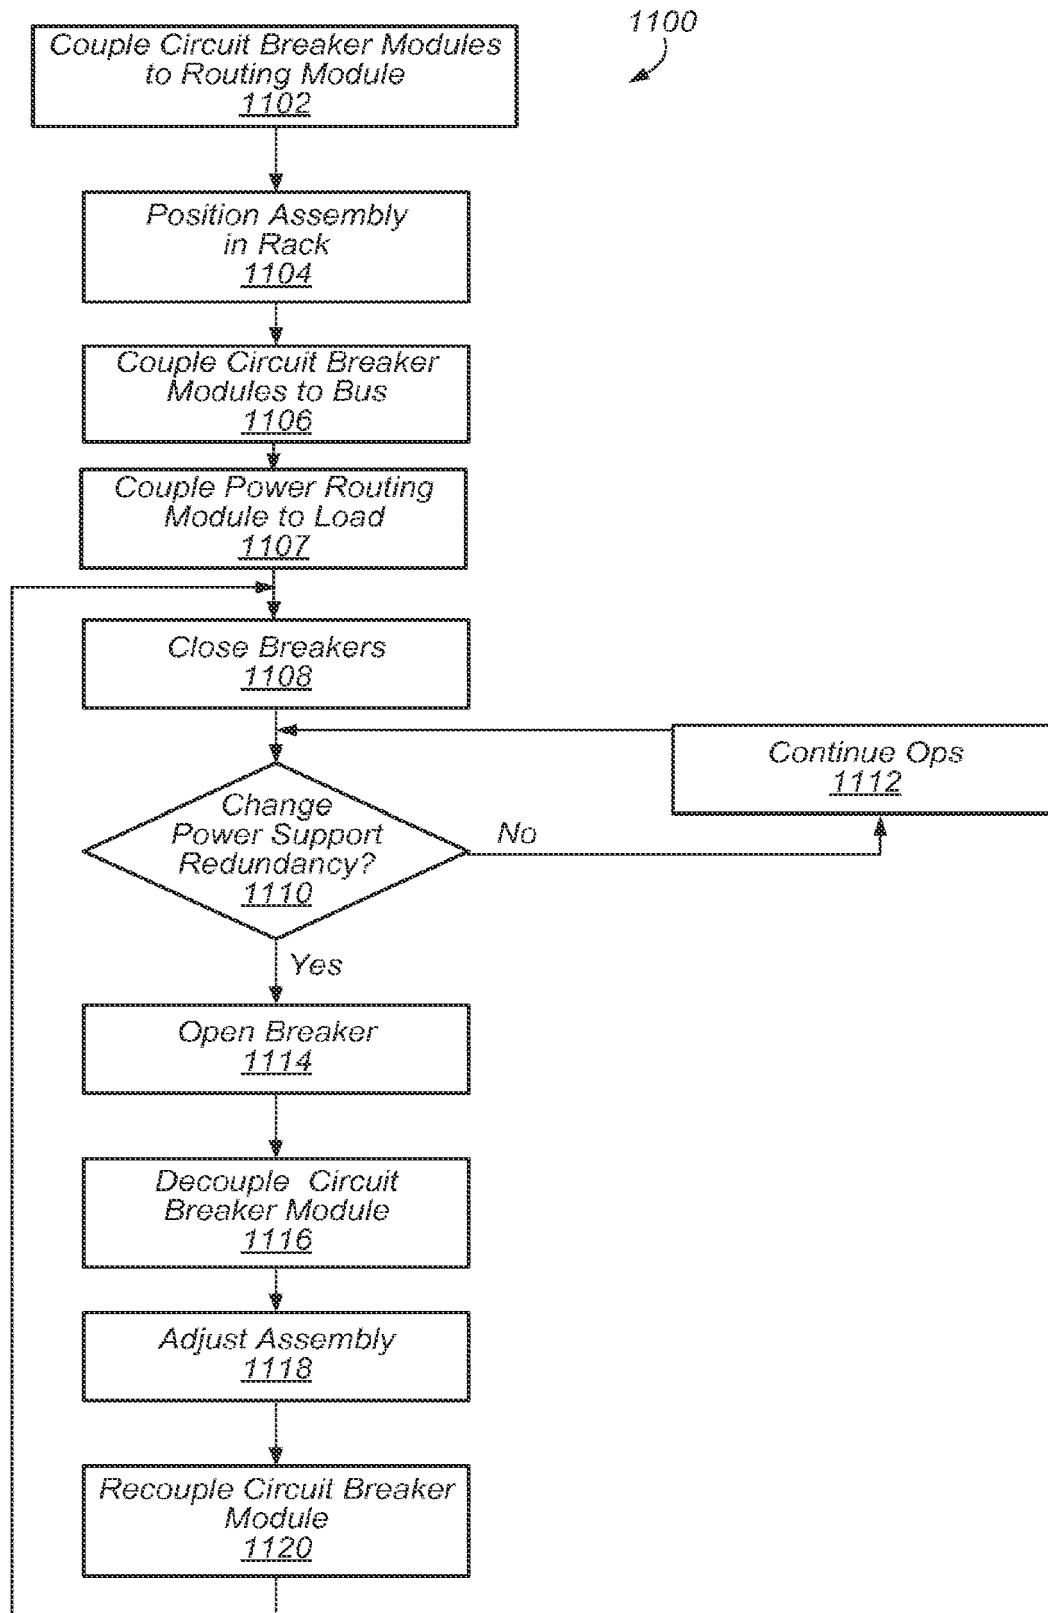 1100
Couple Circuit Breaker Modules
to Routing Module
1102
Position Assembly
in Rack
1104
Couple Circuit Breaker
Modules to Bus
1106
Couple Power Routing
Module to Load
1107
Close Breakers
1108
Continue Ops
1112
Change
Power Support
Redundancy?
1110
No
Yes
Open Breaker
1114
Decouple Circuit
Breaker Module
1116
Adjust Assembly
1118
Recouple Circuit Breaker
Module
1120